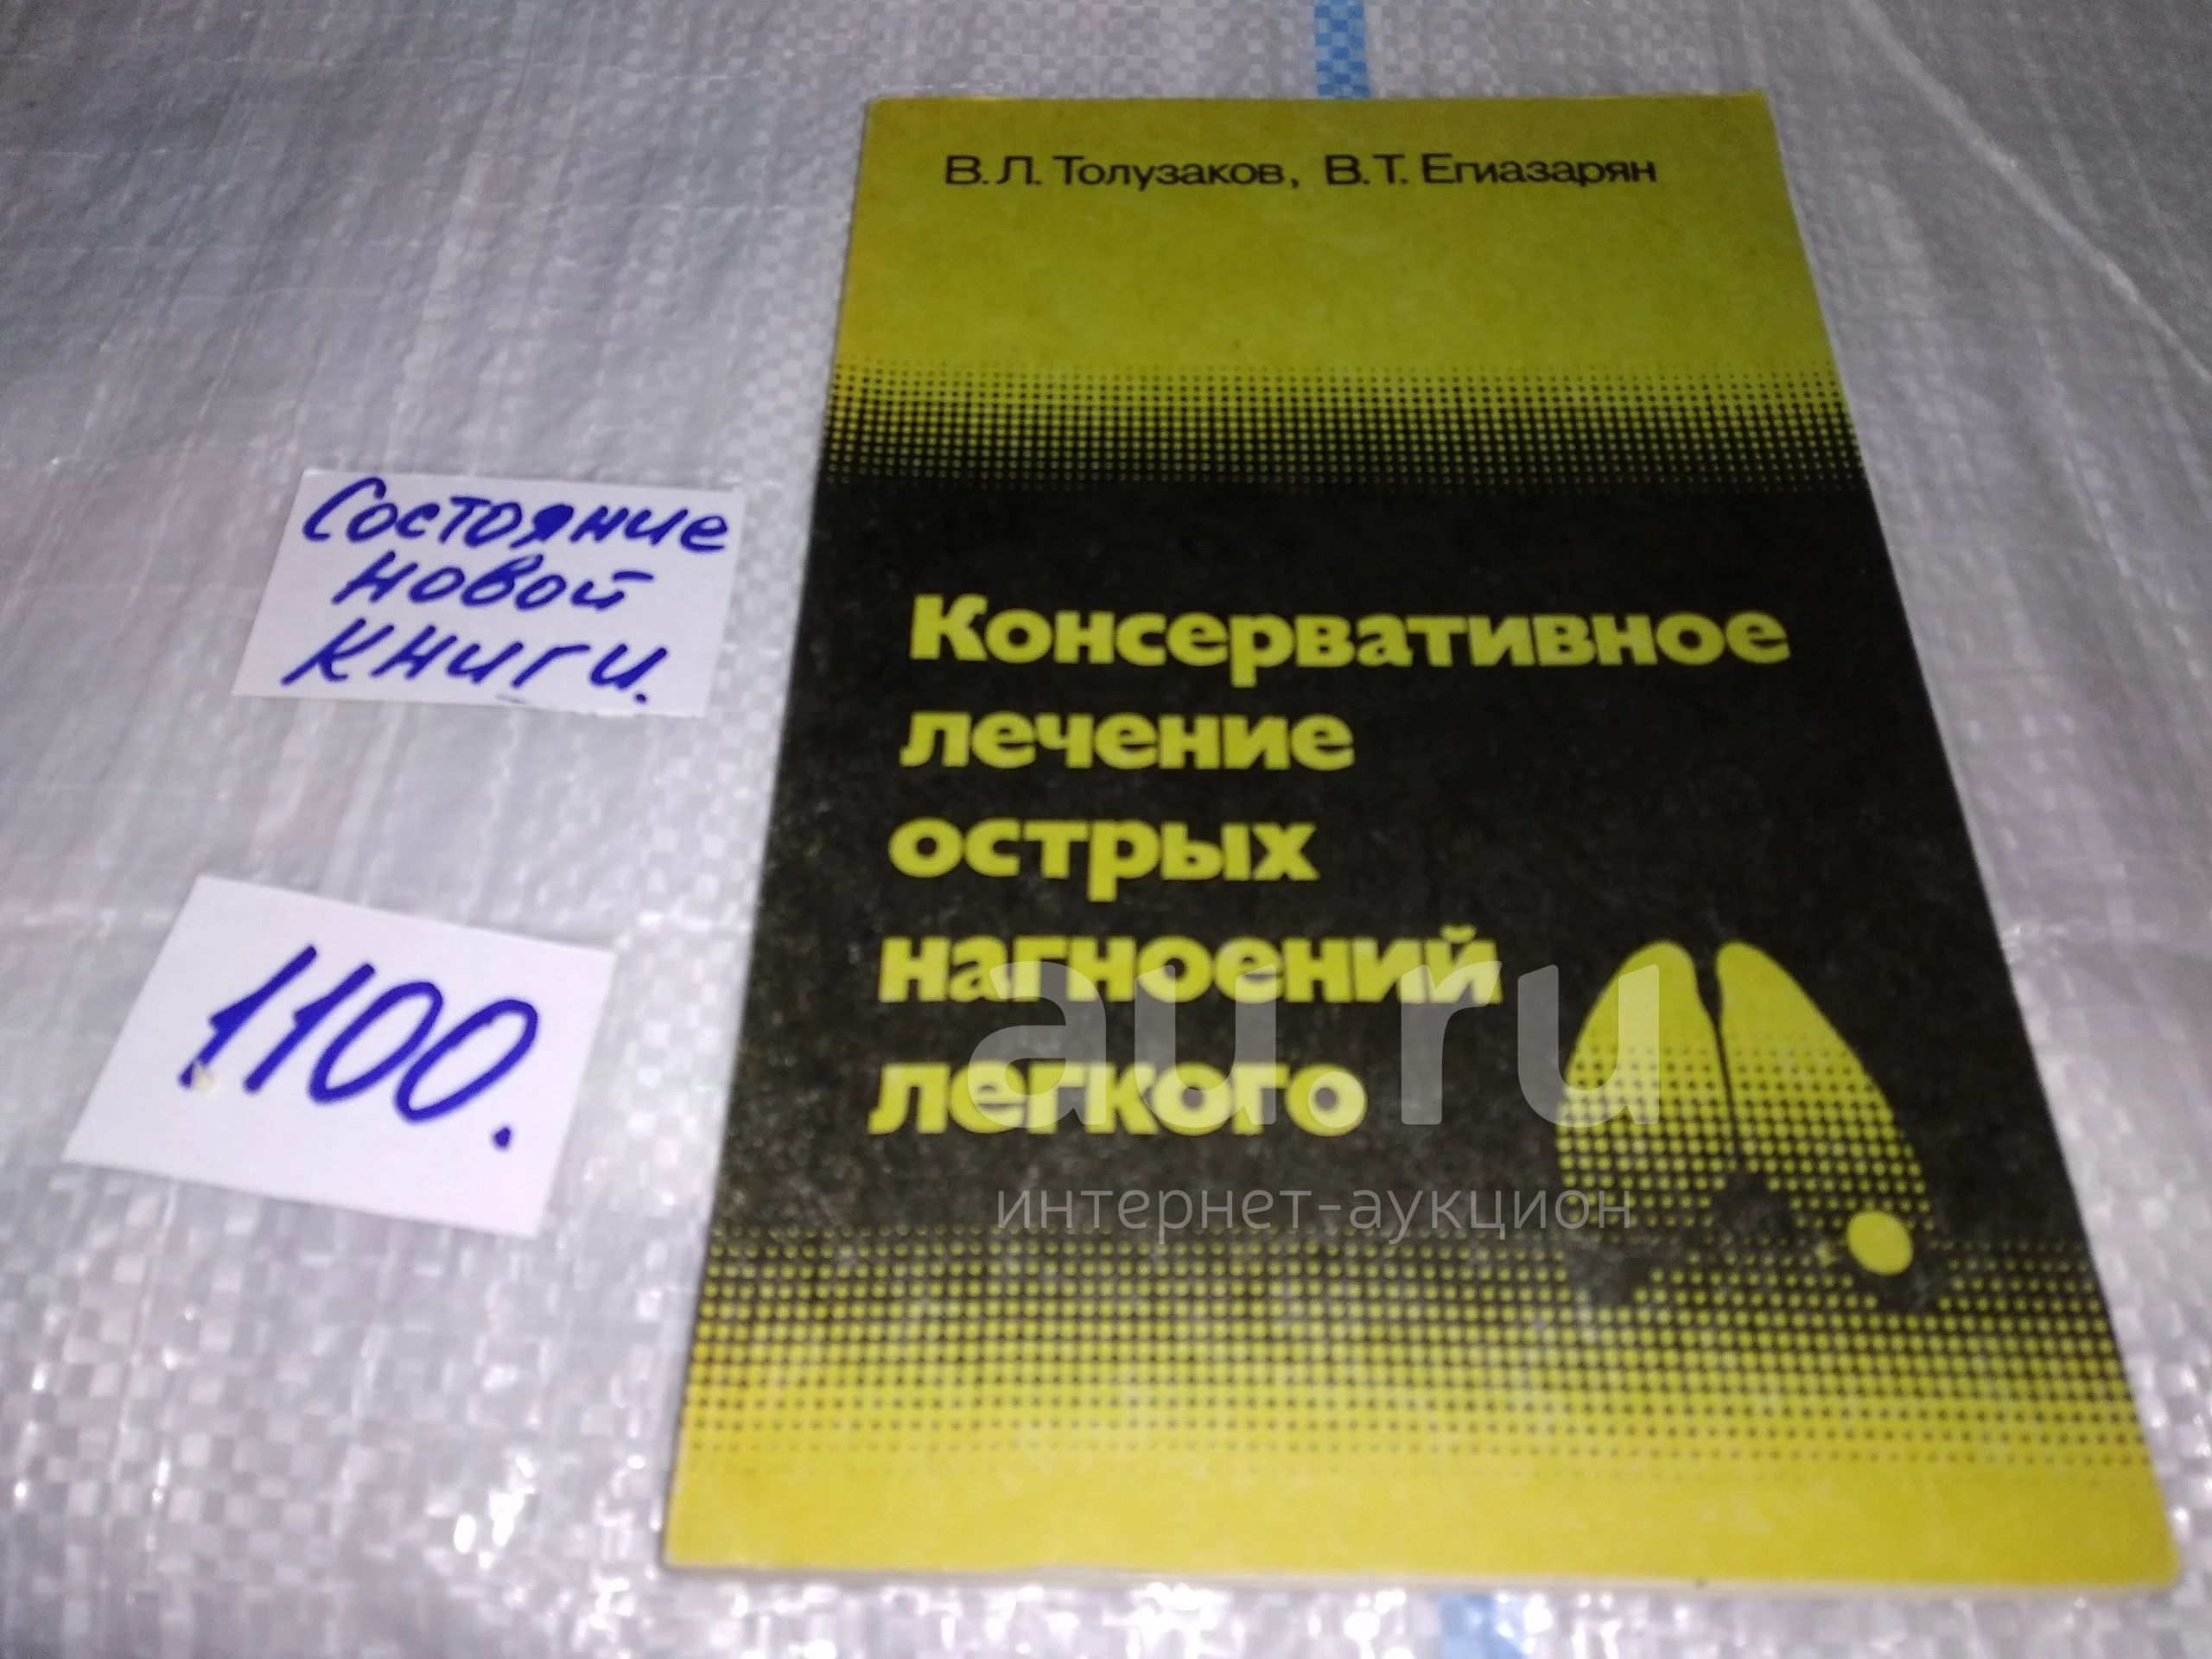 В. Л. Толузаков, В. Т. Егиазарян
Состояние
новой
книги.
Консервативное
лечение
острых
нагноений
легкого
1100.
au.ru
интернет-аукцион